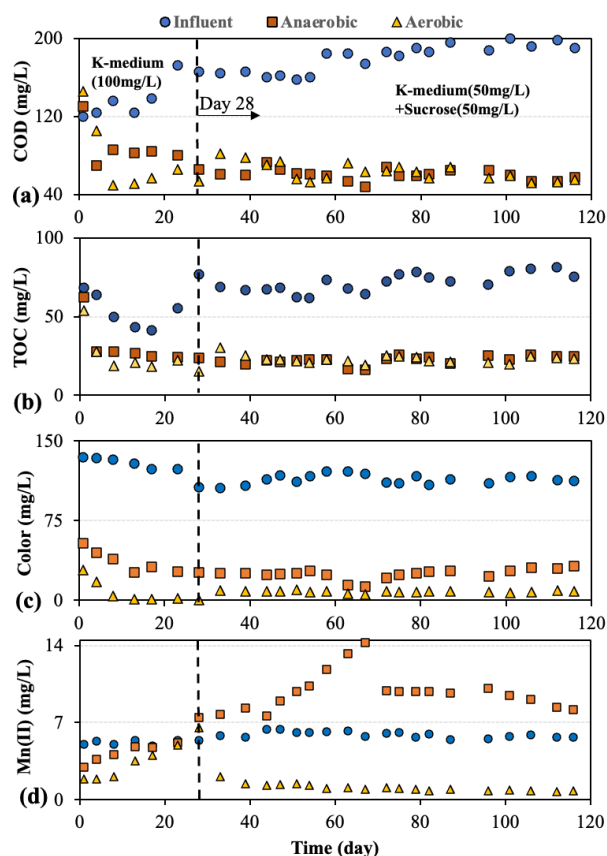 Influent Anaerobic Aerobic
200
K-medium
(100mg/L)
Day 28
K-medium(50mg/L)
+Sucrose(50mg/L)
120
40
COD (mg/L)
(a)
0 20 40 60 80 100 120
100
50
0
TOC (mg/L)
(b)
0 20 40 60 80 100 120
150
75
0
Color (mg/L)
(c)
0 20 40 60 80 100 120
14
7
0
Mn(II) (mg/L)
(d)
0 20 40 60 80 100 120
Time (day)